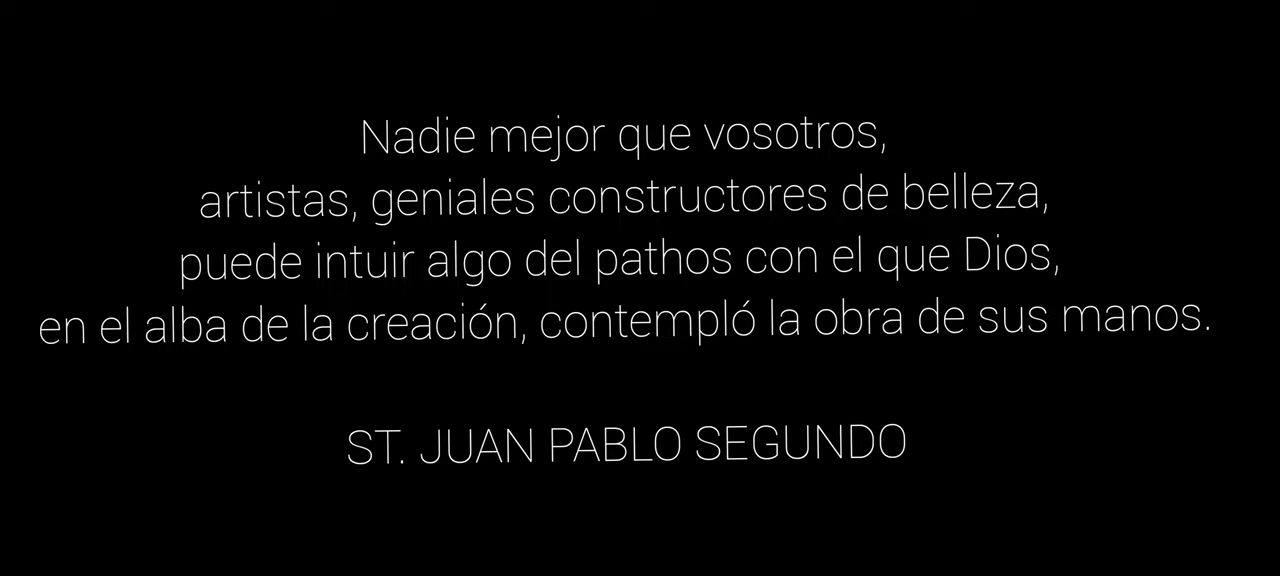 Nadie mejor que vosotros,
artistas, geniales constructores de belleza,
puede intuir algo del pathos con el que Dios,
en el alba de la creación, contempló la obra de sus manos.
ST. JUAN PABLO SEGUNDO